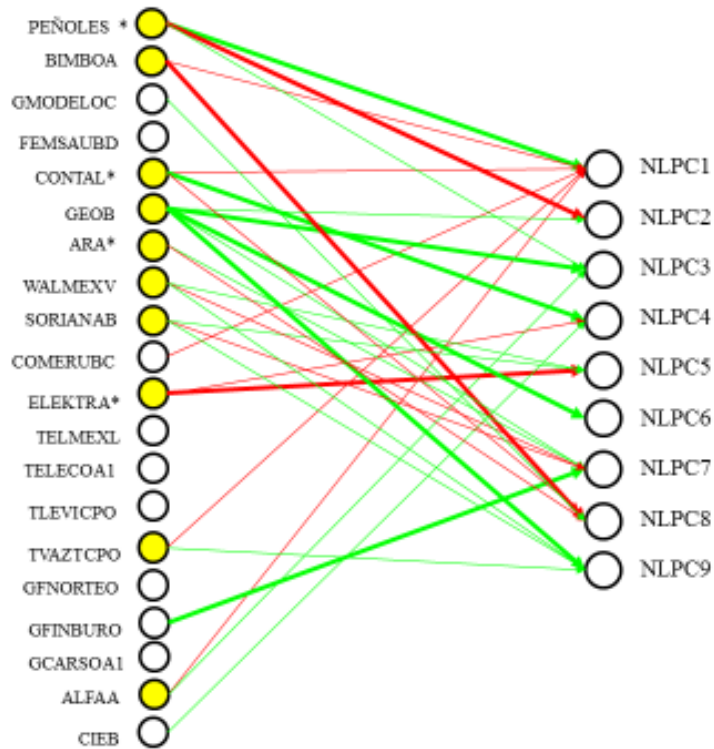 PEÑOLES *
BIMBOA
GMODELOC
FEMSAUBD
CONTAL*
GEOB
ARA*
WALMEXV
SORIANAB
COMERUBC
ELEKTRA*
TELMEXL
TELECOA1
TLEVICPO
TVAZTCPO
GFNORTEO
GFINBURO
GCARSOA1
ALFAA
CIEB
NLPC1
NLPC2
NLPC3
NLPC4
NLPC5
NLPC6
NLPC7
NLPC8
NLPC9